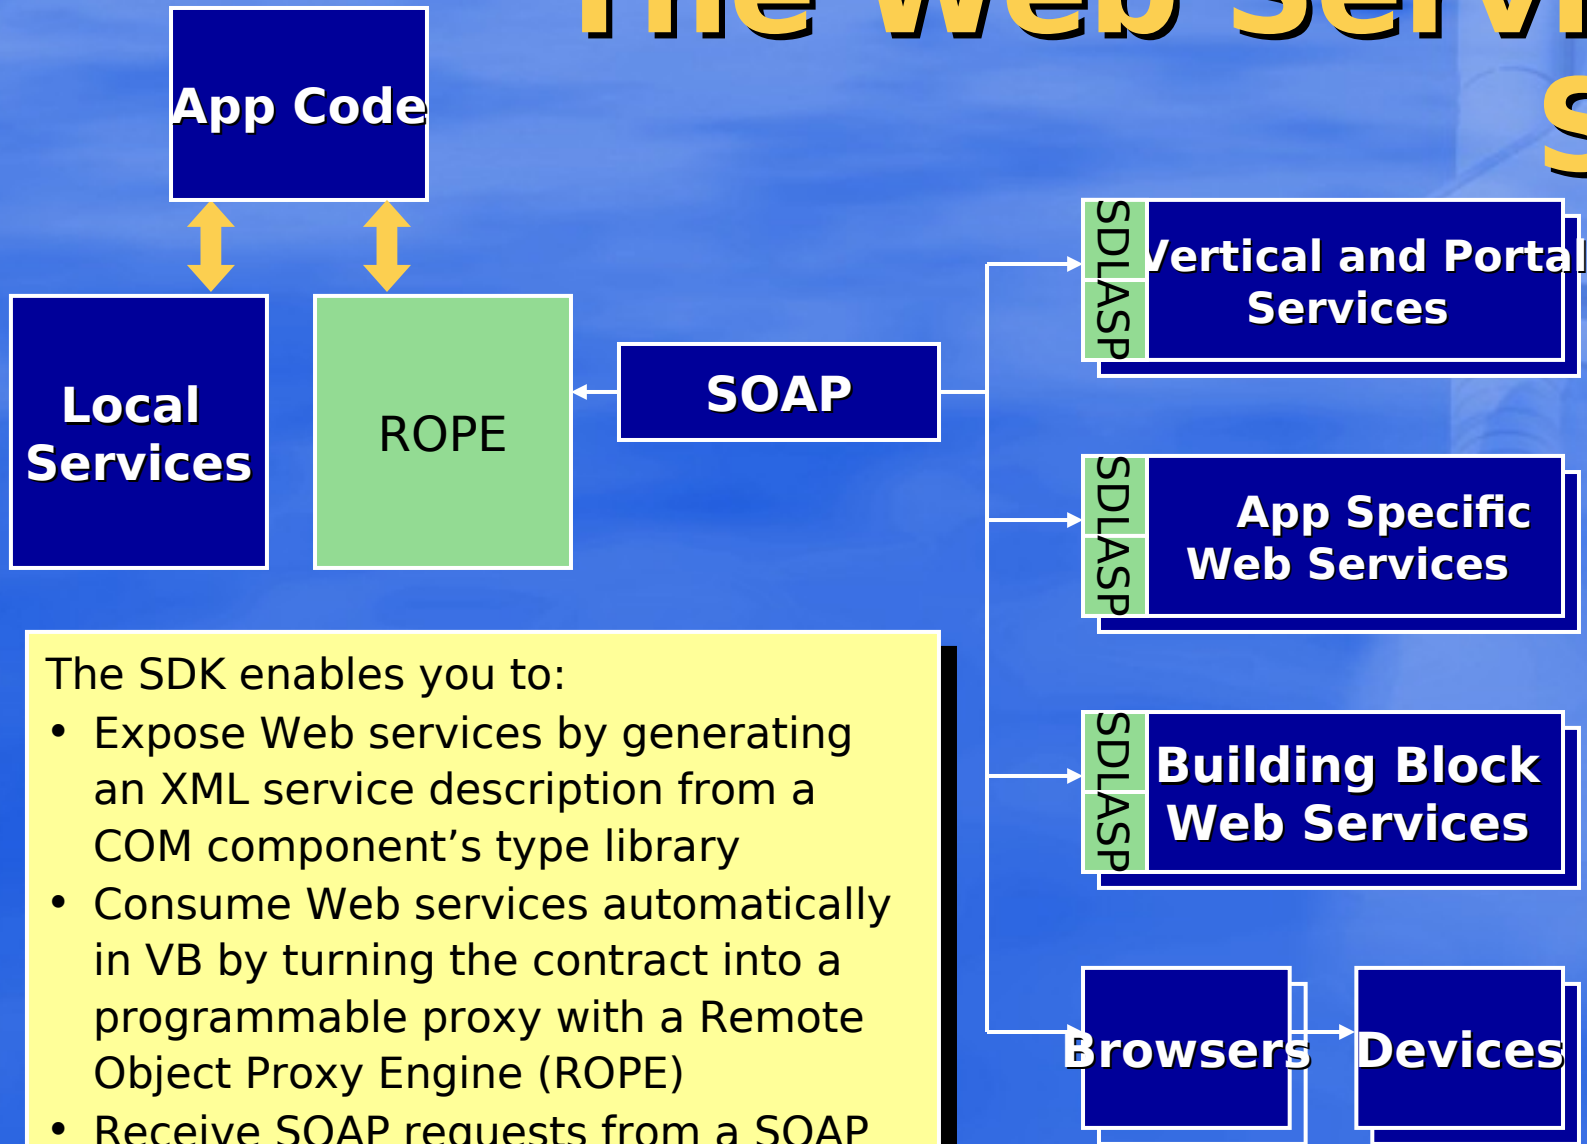 The Web Servi
S
App Code
Local
Services
ROPE
SOAP
SDL
ASP
Vertical and Portal
Services
SDL
ASP
App Specific
Web Services
SDL
ASP
Building Block
Web Services
Browsers
Devices
The SDK enables you to:
• Expose Web services by generating
an XML service description from a
COM component’s type library
• Consume Web services automatically
in VB by turning the contract into a
programmable proxy with a Remote
Object Proxy Engine (ROPE)
• Receive SOAP requests from a SOAP